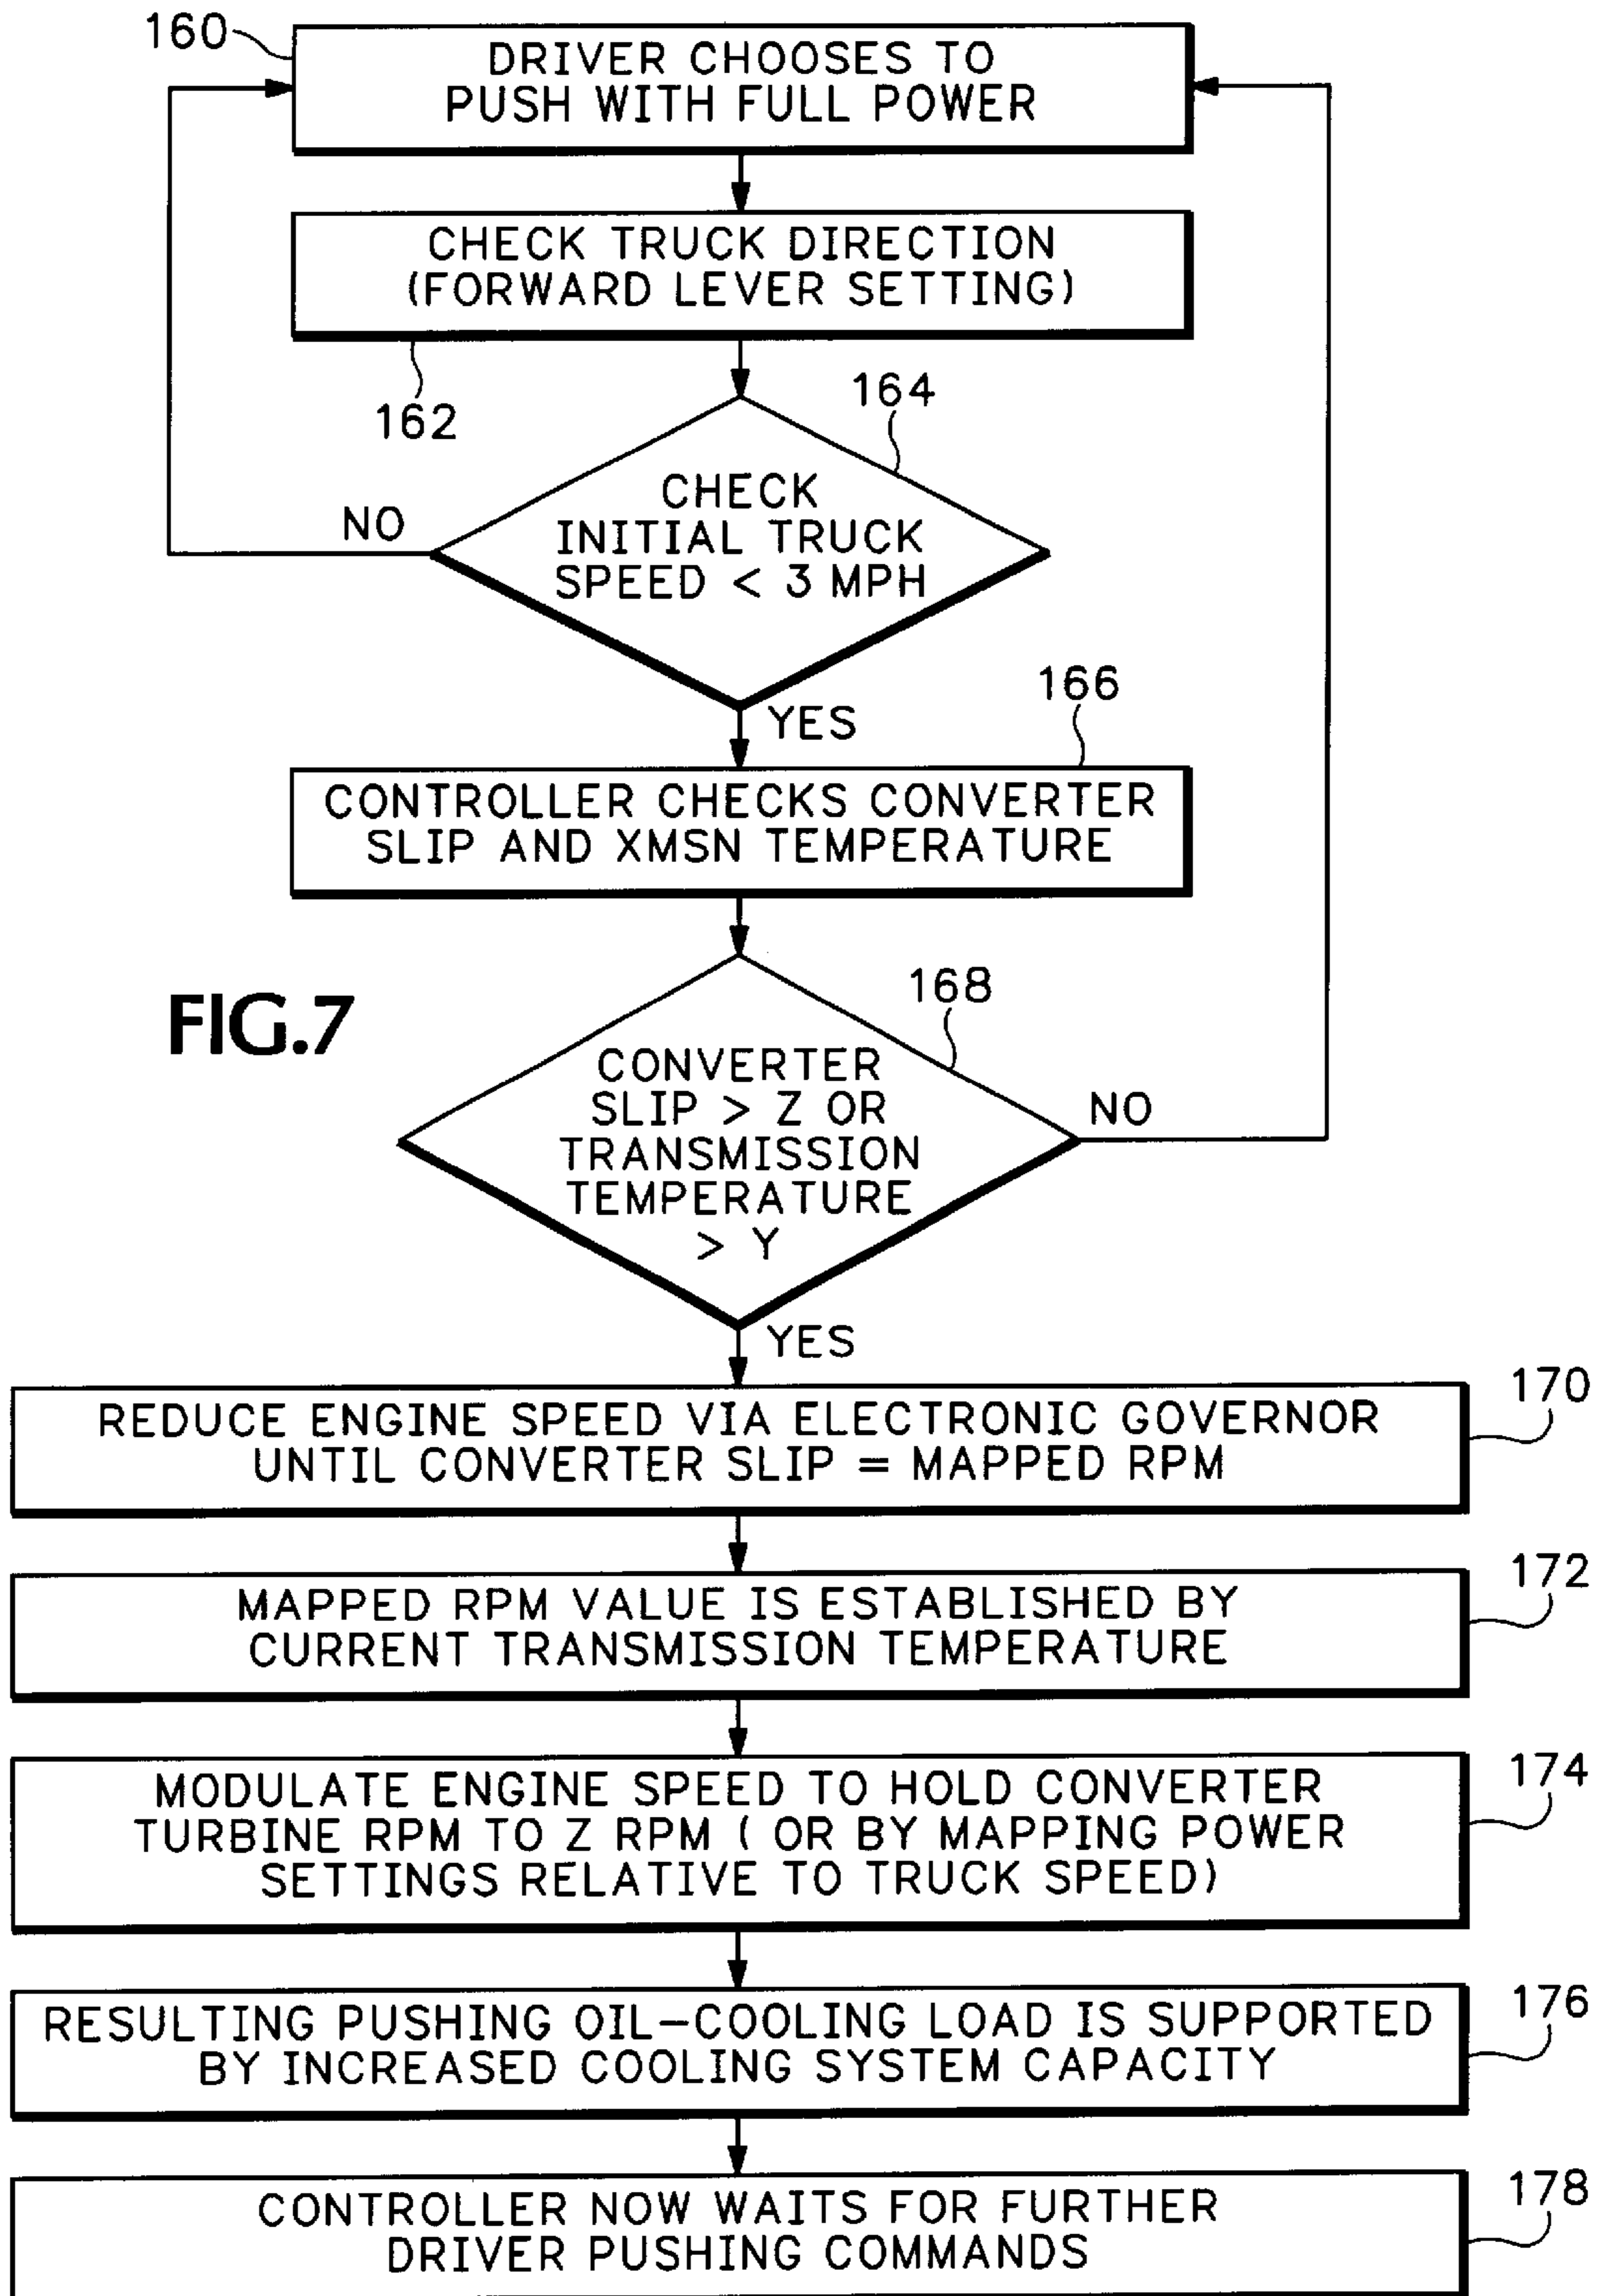 160
DRIVER CHOOSES TO
PUSH WITH FULL POWER
CHECK TRUCK DIRECTION
(FORWARD LEVER SETTING)
162
164
CHECK
INITIAL TRUCK
SPEED < 3 MPH
NO
YES
166
CONTROLLER CHECKS CONVERTER
SLIP AND XMSN TEMPERATURE
FIG.7
168
CONVERTER
SLIP > Z OR
TRANSMISSION
TEMPERATURE
> Y
NO
YES
170
REDUCE ENGINE SPEED VIA ELECTRONIC GOVERNOR
UNTIL CONVERTER SLIP = MAPPED RPM
172
MAPPED RPM VALUE IS ESTABLISHED BY
CURRENT TRANSMISSION TEMPERATURE
174
MODULATE ENGINE SPEED TO HOLD CONVERTER
TURBINE RPM TO Z RPM ( OR BY MAPPING POWER
SETTINGS RELATIVE TO TRUCK SPEED)
176
RESULTING PUSHING OIL-COOLING LOAD IS SUPPORTED
BY INCREASED COOLING SYSTEM CAPACITY
178
CONTROLLER NOW WAITS FOR FURTHER
DRIVER PUSHING COMMANDS